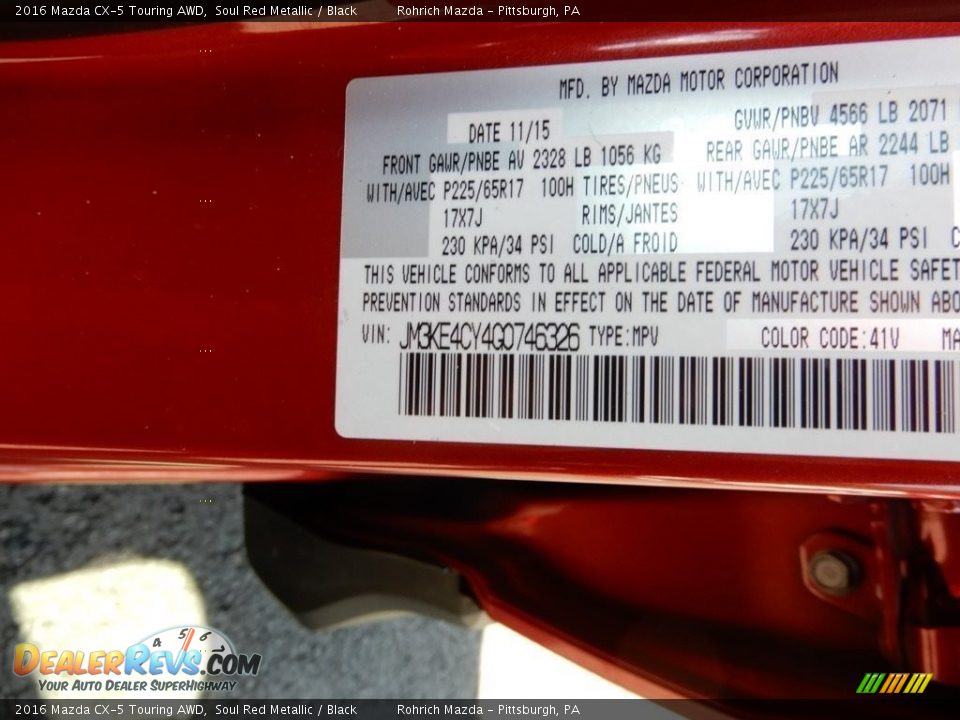 2016 Mazda CX-5 Touring AWD, Soul Red Metallic / Black Rohrich Mazda - Pittsburgh, PA
MFD. BY MAZDA MOTOR CORPORATION
DATE 11/15 GVWR/PNBV 4566 LB 2071
FRONT GAWR/PNBE AV 2328 LB 1056 KG REAR GAWR/PNBE AR 2244 LB
WITH/AVEC P225/65R17 100H TIRES/PNEUS WITH/AVEC P225/65R17 100H
17X7J RIMS/JANTES 17X7J
230 KPA/34 PSI COLD/A FROID 230 KPA/34 PSI C
THIS VEHICLE CONFORMS TO ALL APPLICABLE FEDERAL MOTOR VEHICLE SAFET
PREVENTION STANDARDS IN EFFECT ON THE DATE OF MANUFACTURE SHOWN ABO
VIN: JM3KE4CY4G0746326 TYPE:MPV COLOR CODE:41V MA
4 5 6
DealerRevs.com
Your Auto Dealer SuperHighway
2016 Mazda CX-5 Touring AWD, Soul Red Metallic / Black Rohrich Mazda - Pittsburgh, PA